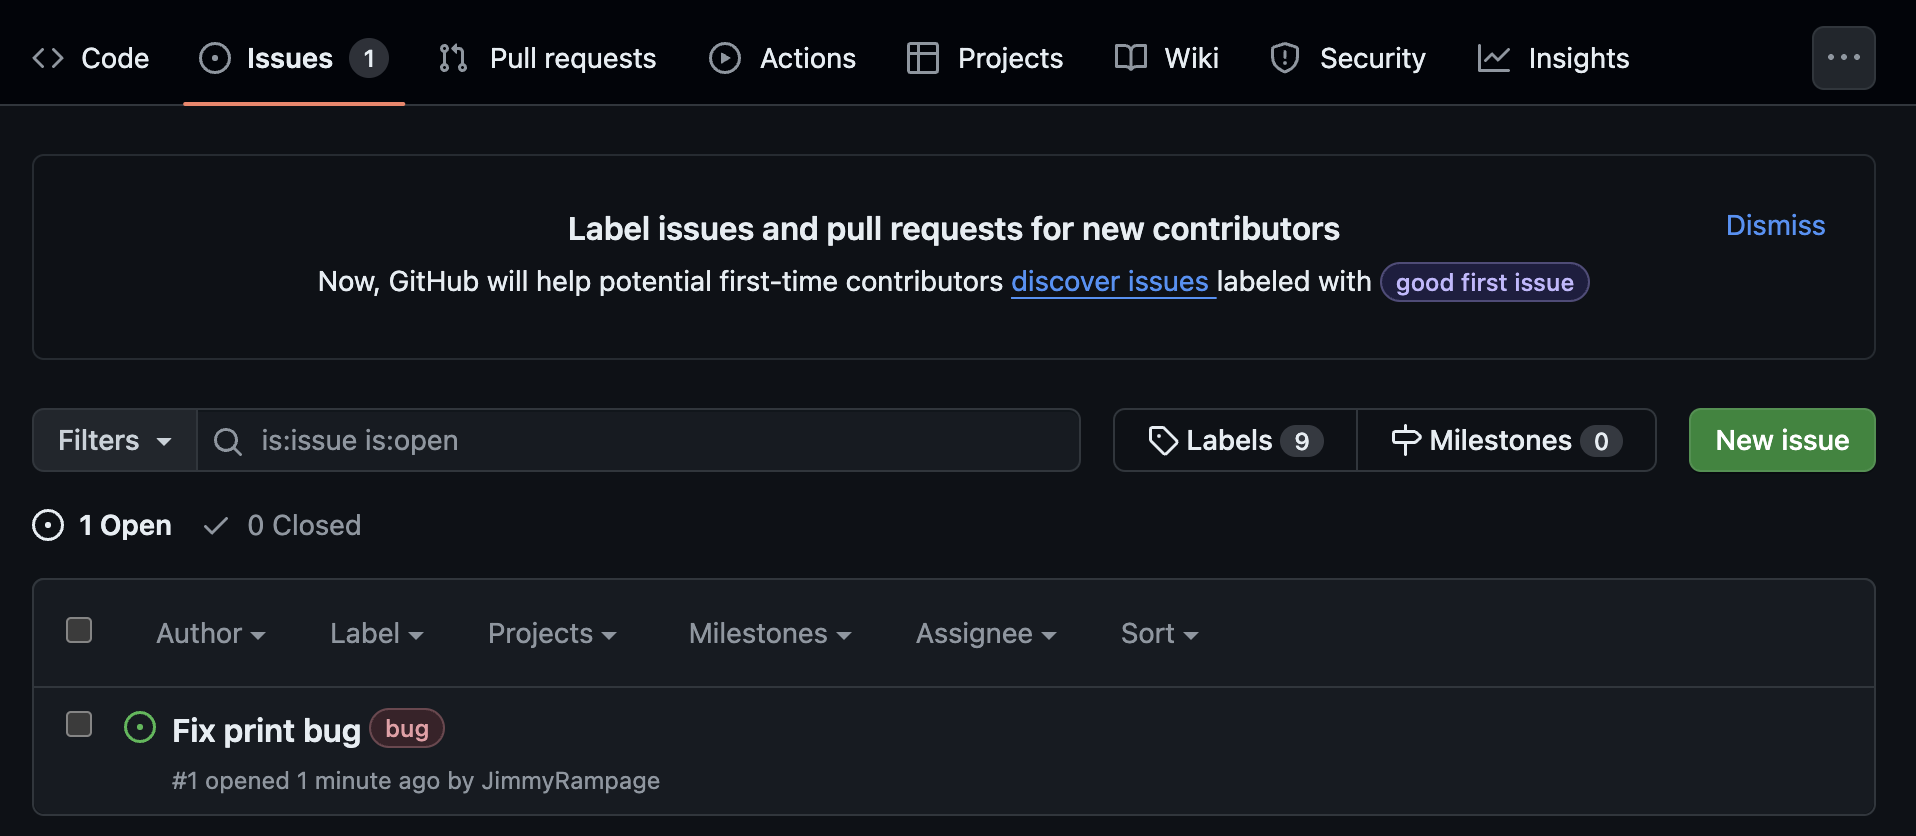 Code Issues 1 Pull requests Actions Projects Wiki Security Insights
Label issues and pull requests for new contributors
Dismiss
Now, GitHub will help potential first-time contributors discover issues labeled with good first issue
Filters is:issue is:open Labels 9 Milestones 0 New issue
1 Open 0 Closed
Author Label Projects Milestones Assignee Sort
Fix print bug bug
#1 opened 1 minute ago by JimmyRampage